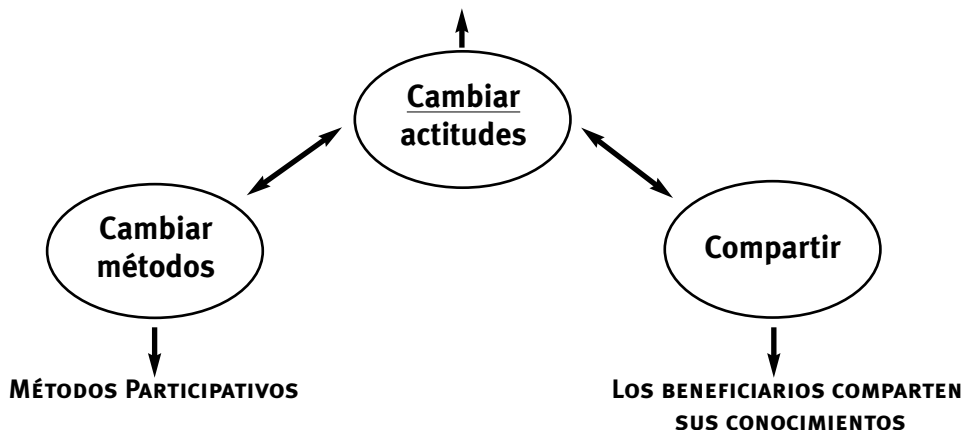 Cambiar
actitudes
Cambiar
métodos
Compartir
MÉTODOS PARTICIPATIVOS
LOS BENEFICIARIOS COMPARTEN
SUS CONOCIMIENTOS